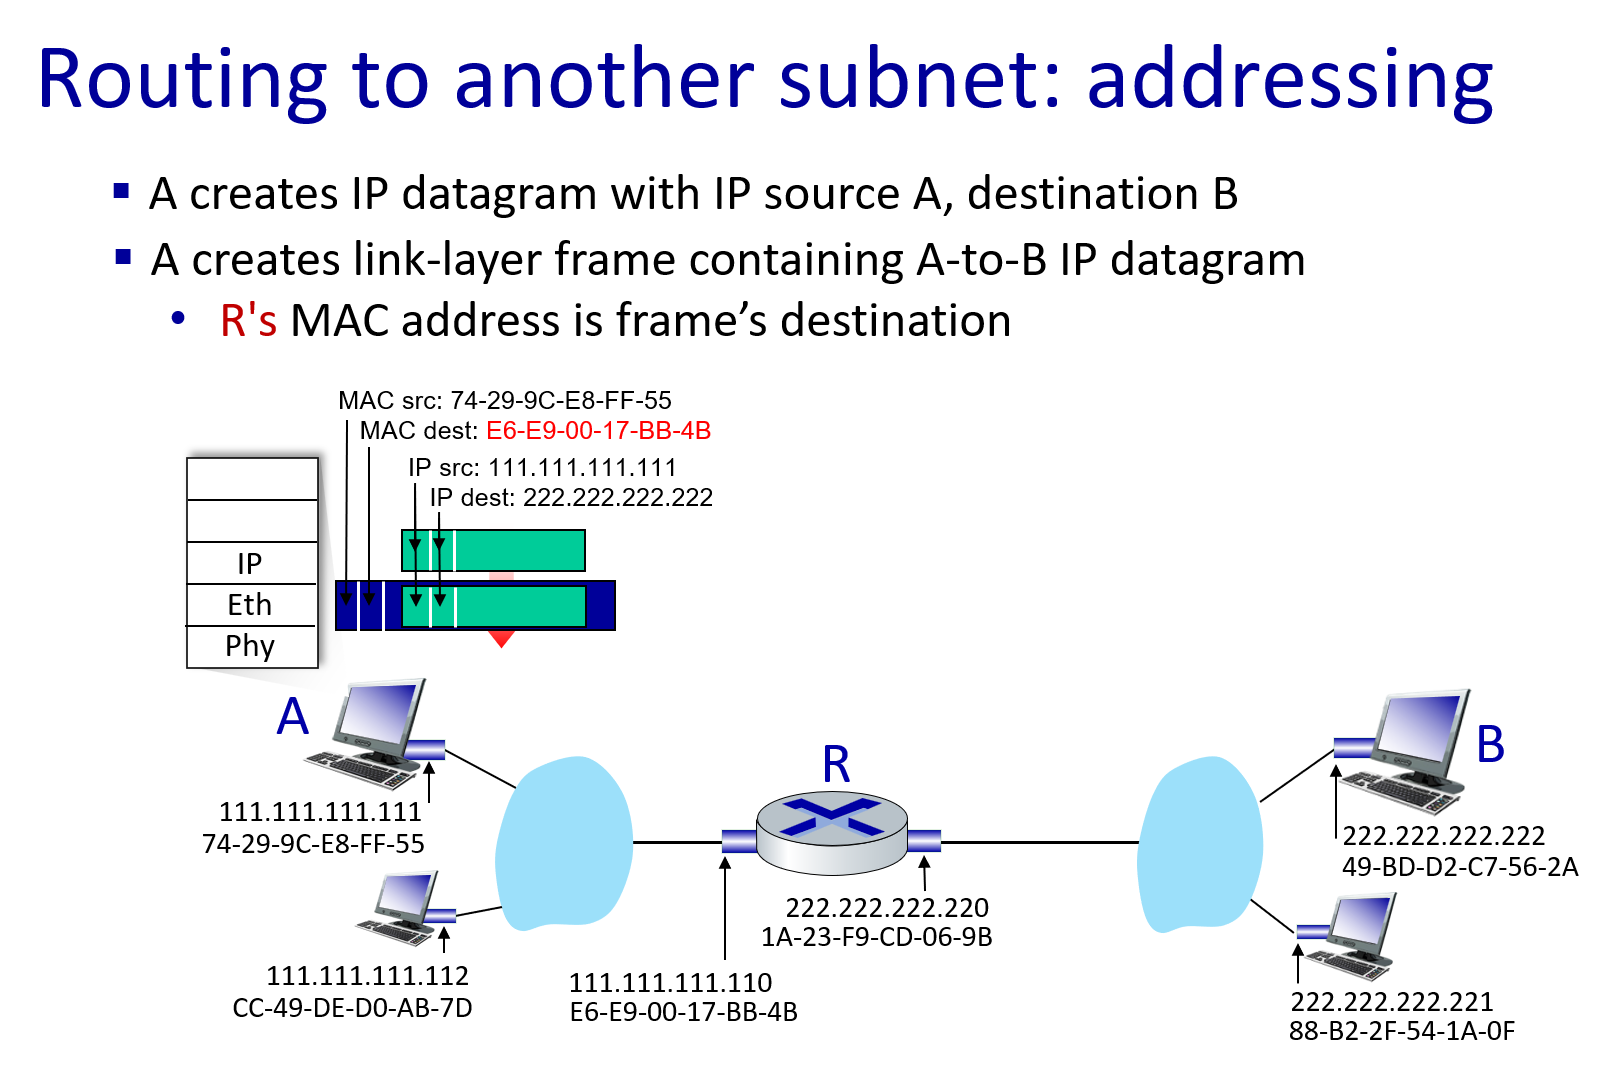 Routing to another subnet: addressing
▪ A creates IP datagram with IP source A, destination B
▪ A creates link-layer frame containing A-to-B IP datagram
• R's MAC address is frame’s destination
MAC src: 74-29-9C-E8-FF-55
MAC dest: E6-E9-00-17-BB-4B
IP src: 111.111.111.111
IP dest: 222.222.222.222
IP
Eth
Phy
A
R
B
111.111.111.111
74-29-9C-E8-FF-55
222.222.222.222
49-BD-D2-C7-56-2A
222.222.222.220
1A-23-F9-CD-06-9B
111.111.111.112
CC-49-DE-D0-AB-7D
111.111.111.110
E6-E9-00-17-BB-4B
222.222.222.221
88-B2-2F-54-1A-0F